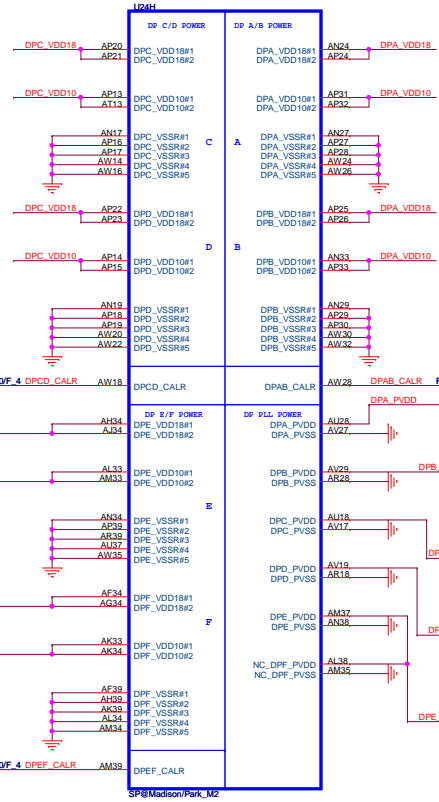 U24H
DP C/D POWER DP A/B POWER
DPC_VDD18 AP20 DPC_VDD18#1 DPA_VDD18#1 AN24 DPA_VDD18
AP21 DPC_VDD18#2 DPA_VDD18#2 AP24
DPC_VDD10 AP13 DPC_VDD10#1 DPA_VDD10#1 AP31 DPA_VDD10
AT13 DPC_VDD10#2 DPA_VDD10#2 AP32
AN17 DPC_VSSR#1 DPA_VSSR#1 AN27
C A
AP16 DPC_VSSR#2 DPA_VSSR#2 AP27
AP17 DPC_VSSR#3 DPA_VSSR#3 AP28
AW14 DPC_VSSR#4 DPA_VSSR#4 AW24
AW16 DPC_VSSR#5 DPA_VSSR#5 AW26
DPC_VDD18 AP22 DPD_VDD18#1 DPB_VDD18#1 AP25 DPA_VDD18
AP23 DPD_VDD18#2 DPB_VDD18#2 AP26
D B
DPC_VDD10 AP14 DPD_VDD10#1 DPB_VDD10#1 AN33 DPA_VDD10
AP15 DPD_VDD10#2 DPB_VDD10#2 AP33
AN19 DPD_VSSR#1 DPB_VSSR#1 AN29
AP18 DPD_VSSR#2 DPB_VSSR#2 AP29
AP19 DPD_VSSR#3 DPB_VSSR#3 AP30
AW20 DPD_VSSR#4 DPB_VSSR#4 AW30
AW22 DPD_VSSR#5 DPB_VSSR#5 AW32
0/F_4 DPCD_CALR AW18 DPCD_CALR DPAB_CALR AW28 DPAB_CALR
DPA_PVDD
DP E/F POWER DP PLL POWER
AH34 DPE_VDD18#1 DPA_PVDD AU28
AJ34 DPE_VDD18#2 DPA_PVSS AV27
AL33 DPE_VDD10#1 DPB_PVDD AV29 DPB_
AM33 DPE_VDD10#2 DPB_PVSS AR28
E
AN34 DPE_VSSR#1 DPC_PVDD AU18
AP39 DPE_VSSR#2 DPC_PVSS AV17
AR39 DPE_VSSR#3
AU37 DPE_VSSR#4
AW35 DPE_VSSR#5
DP
DPD_PVDD AV19
DPD_PVSS AR18
AF34 DPF_VDD18#1
AG34 DPF_VDD18#2
DPE_PVDD AM37
F DPE_PVSS AN38
DP
AK33 DPF_VDD10#1
AK34 DPF_VDD10#2
NC_DPF_PVDD AL38
NC_DPF_PVSS AM35
AF39 DPF_VSSR#1
AH39 DPF_VSSR#2
AK39 DPF_VSSR#3
AL34 DPF_VSSR#4
AM34 DPF_VSSR#5
DPE_
0/F_4 DPEF_CALR AM39 DPEF_CALR
SP@Madison/Park_M2